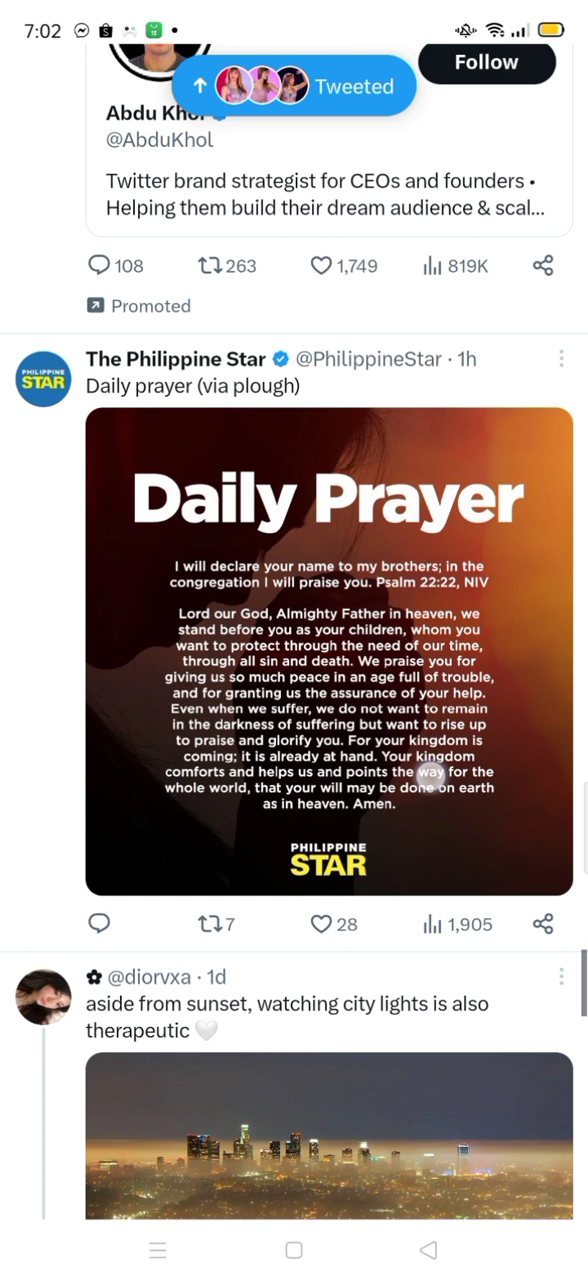 7:02
Tweeted
Follow
Abdu Khol
@AbduKhol
Twitter brand strategist for CEOs and founders •
Helping them build their dream audience & scal...
108 263 1,749 819K
Promoted
PHILIPPINE
STAR
The Philippine Star @PhilippineStar · 1h
Daily prayer (via plough)
Daily Prayer
I will declare your name to my brothers; in the
congregation I will praise you. Psalm 22:22, NIV
Lord our God, Almighty Father in heaven, we
stand before you as your children, whom you
want to protect through the need of our time,
through all sin and death. We praise you for
giving us so much peace in an age full of trouble,
and for granting us the assurance of your help.
Even when we suffer, we do not want to remain
in the darkness of suffering but want to rise up
to praise and glorify you. For your kingdom is
coming; it is already at hand. Your kingdom
comforts and helps us and points the way for the
whole world, that your will may be done on earth
as in heaven. Amen.
PHILIPPINE
STAR
7 28 1,905
✿ @diorvxa · 1d
aside from sunset, watching city lights is also
therapeutic 🤍